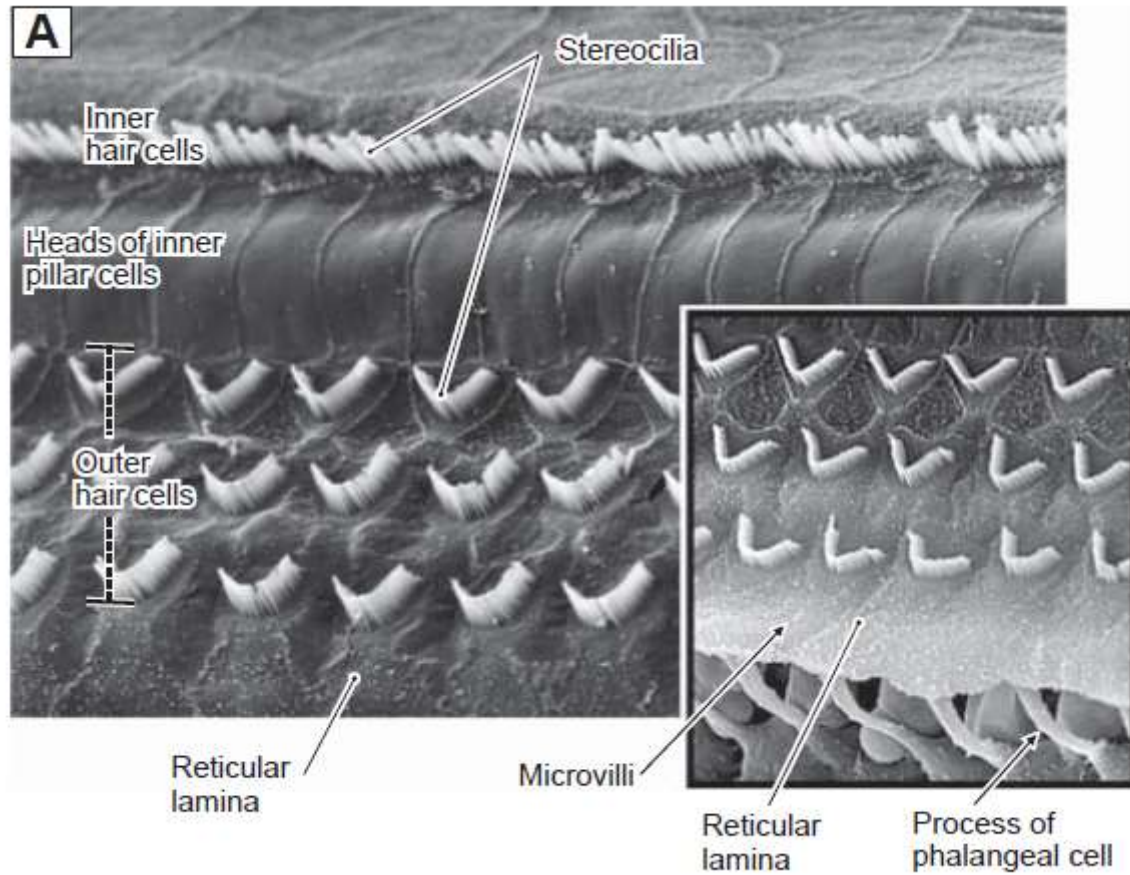 A
Stereocilia
Inner
hair cells
Heads of inner
pillar cells
Outer
hair cells
Reticular
lamina
Microvilli
Reticular
lamina
Process of
phalangeal cell